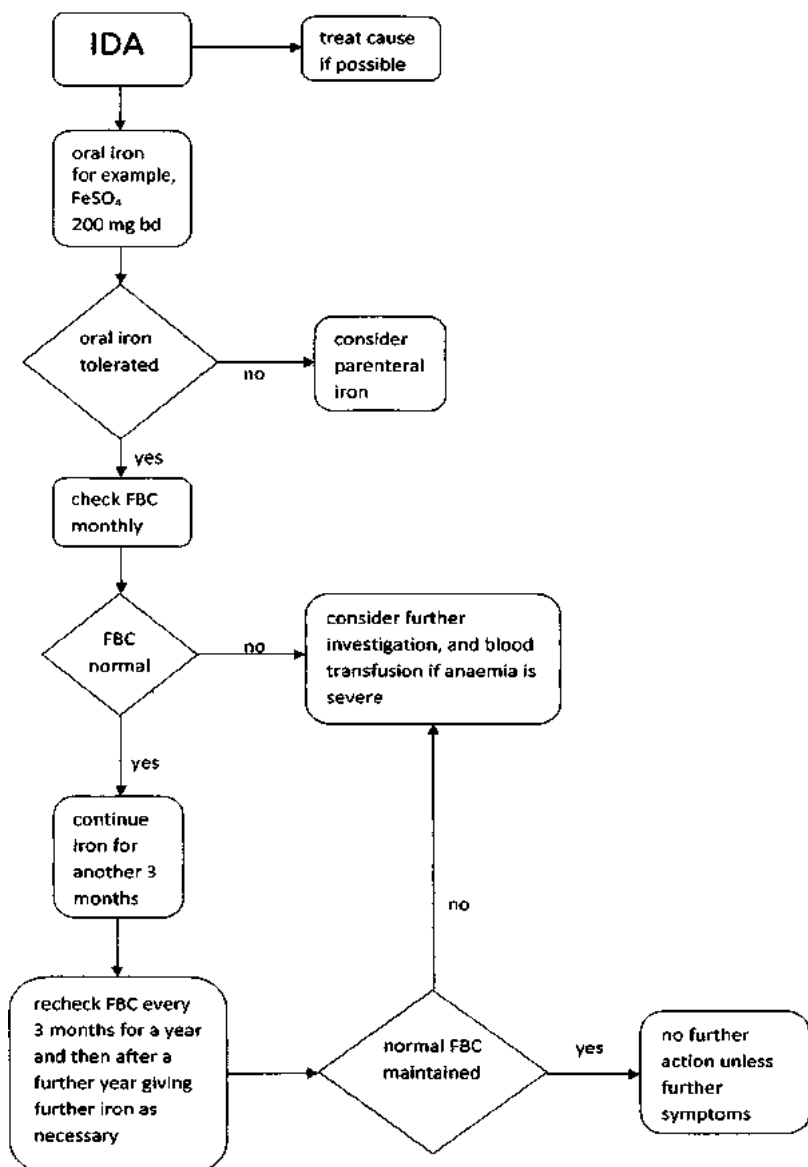 IDA
treat cause
if possible
oral iron
for example,
FeSO₄
200 mg bd
oral iron
tolerated
no
consider
parenteral
iron
yes
check FBC
monthly
FBC
normal
no
consider further
investigation, and blood
transfusion if anaemia is
severe
yes
continue
iron for
another 3
months
no
recheck FBC every
3 months for a year
and then after a
further year giving
further iron as
necessary
normal FBC
maintained
yes
no further
action unless
further
symptoms